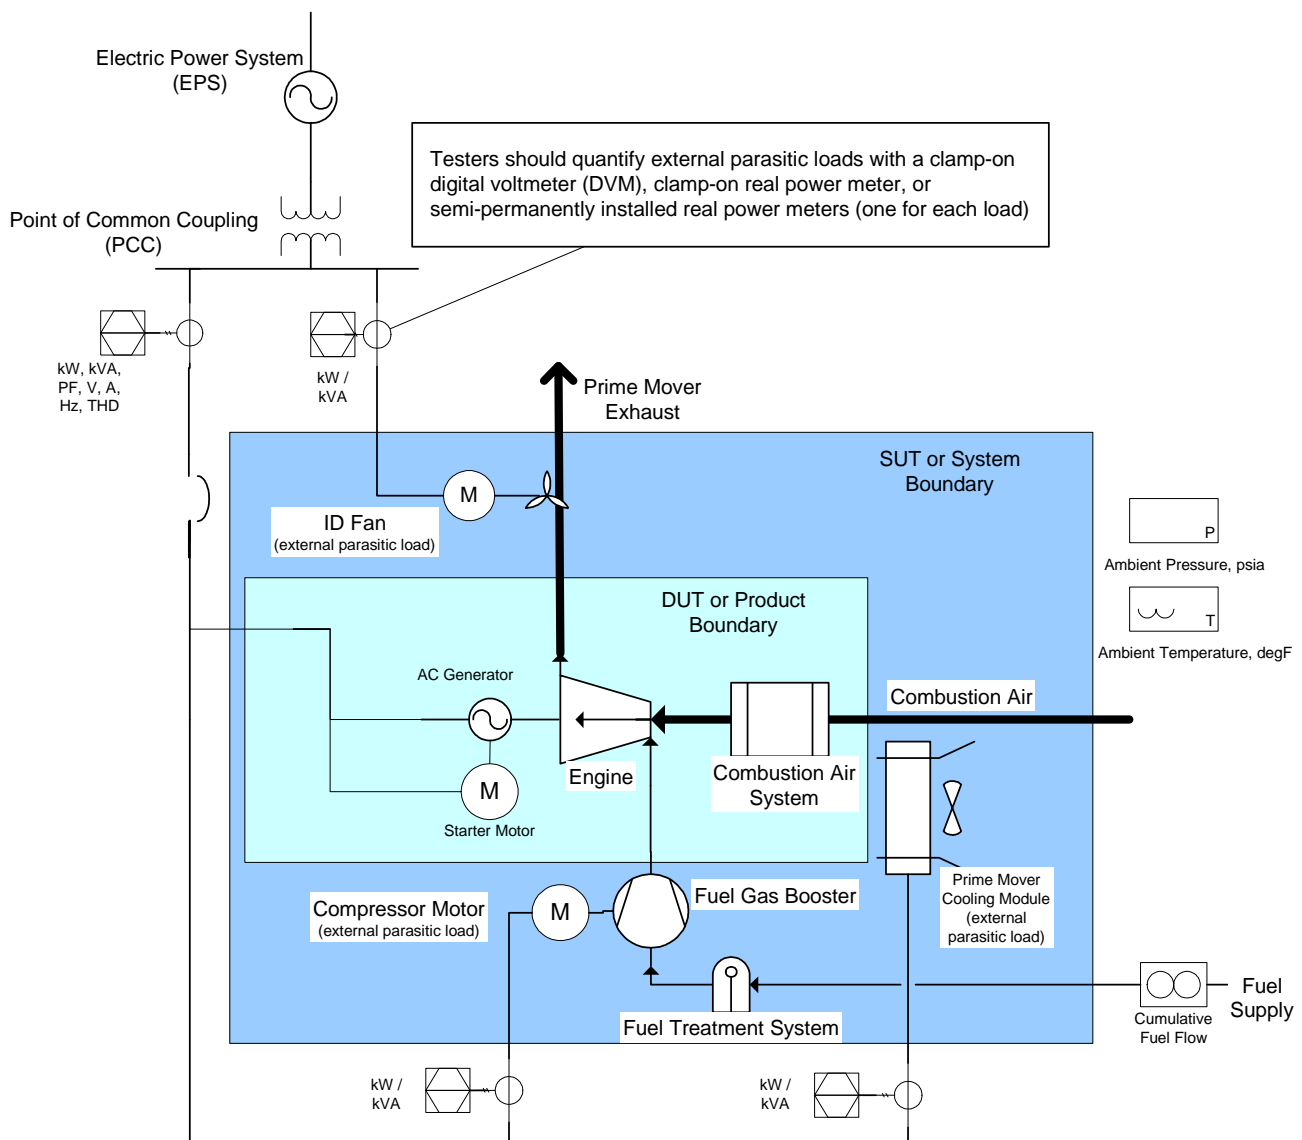 Electric Power System
(EPS)
Testers should quantify external parasitic loads with a clamp-on
digital voltmeter (DVM), clamp-on real power meter, or
semi-permanently installed real power meters (one for each load)
Point of Common Coupling
(PCC)
kW, kVA,
PF, V, A,
Hz, THD
kW /
kVA
Prime Mover
Exhaust
SUT or System
Boundary
M
ID Fan
(external parasitic load)
P
Ambient Pressure, psia
DUT or Product
Boundary
T
Ambient Temperature, degF
AC Generator
Combustion Air
Engine
Combustion Air
System
M
Starter Motor
Prime Mover
Cooling Module
(external
parasitic load)
Fuel Gas Booster
Compressor Motor
(external parasitic load)
M
Fuel Treatment System
Fuel
Supply
Cumulative
Fuel Flow
kW /
kVA
kW /
kVA